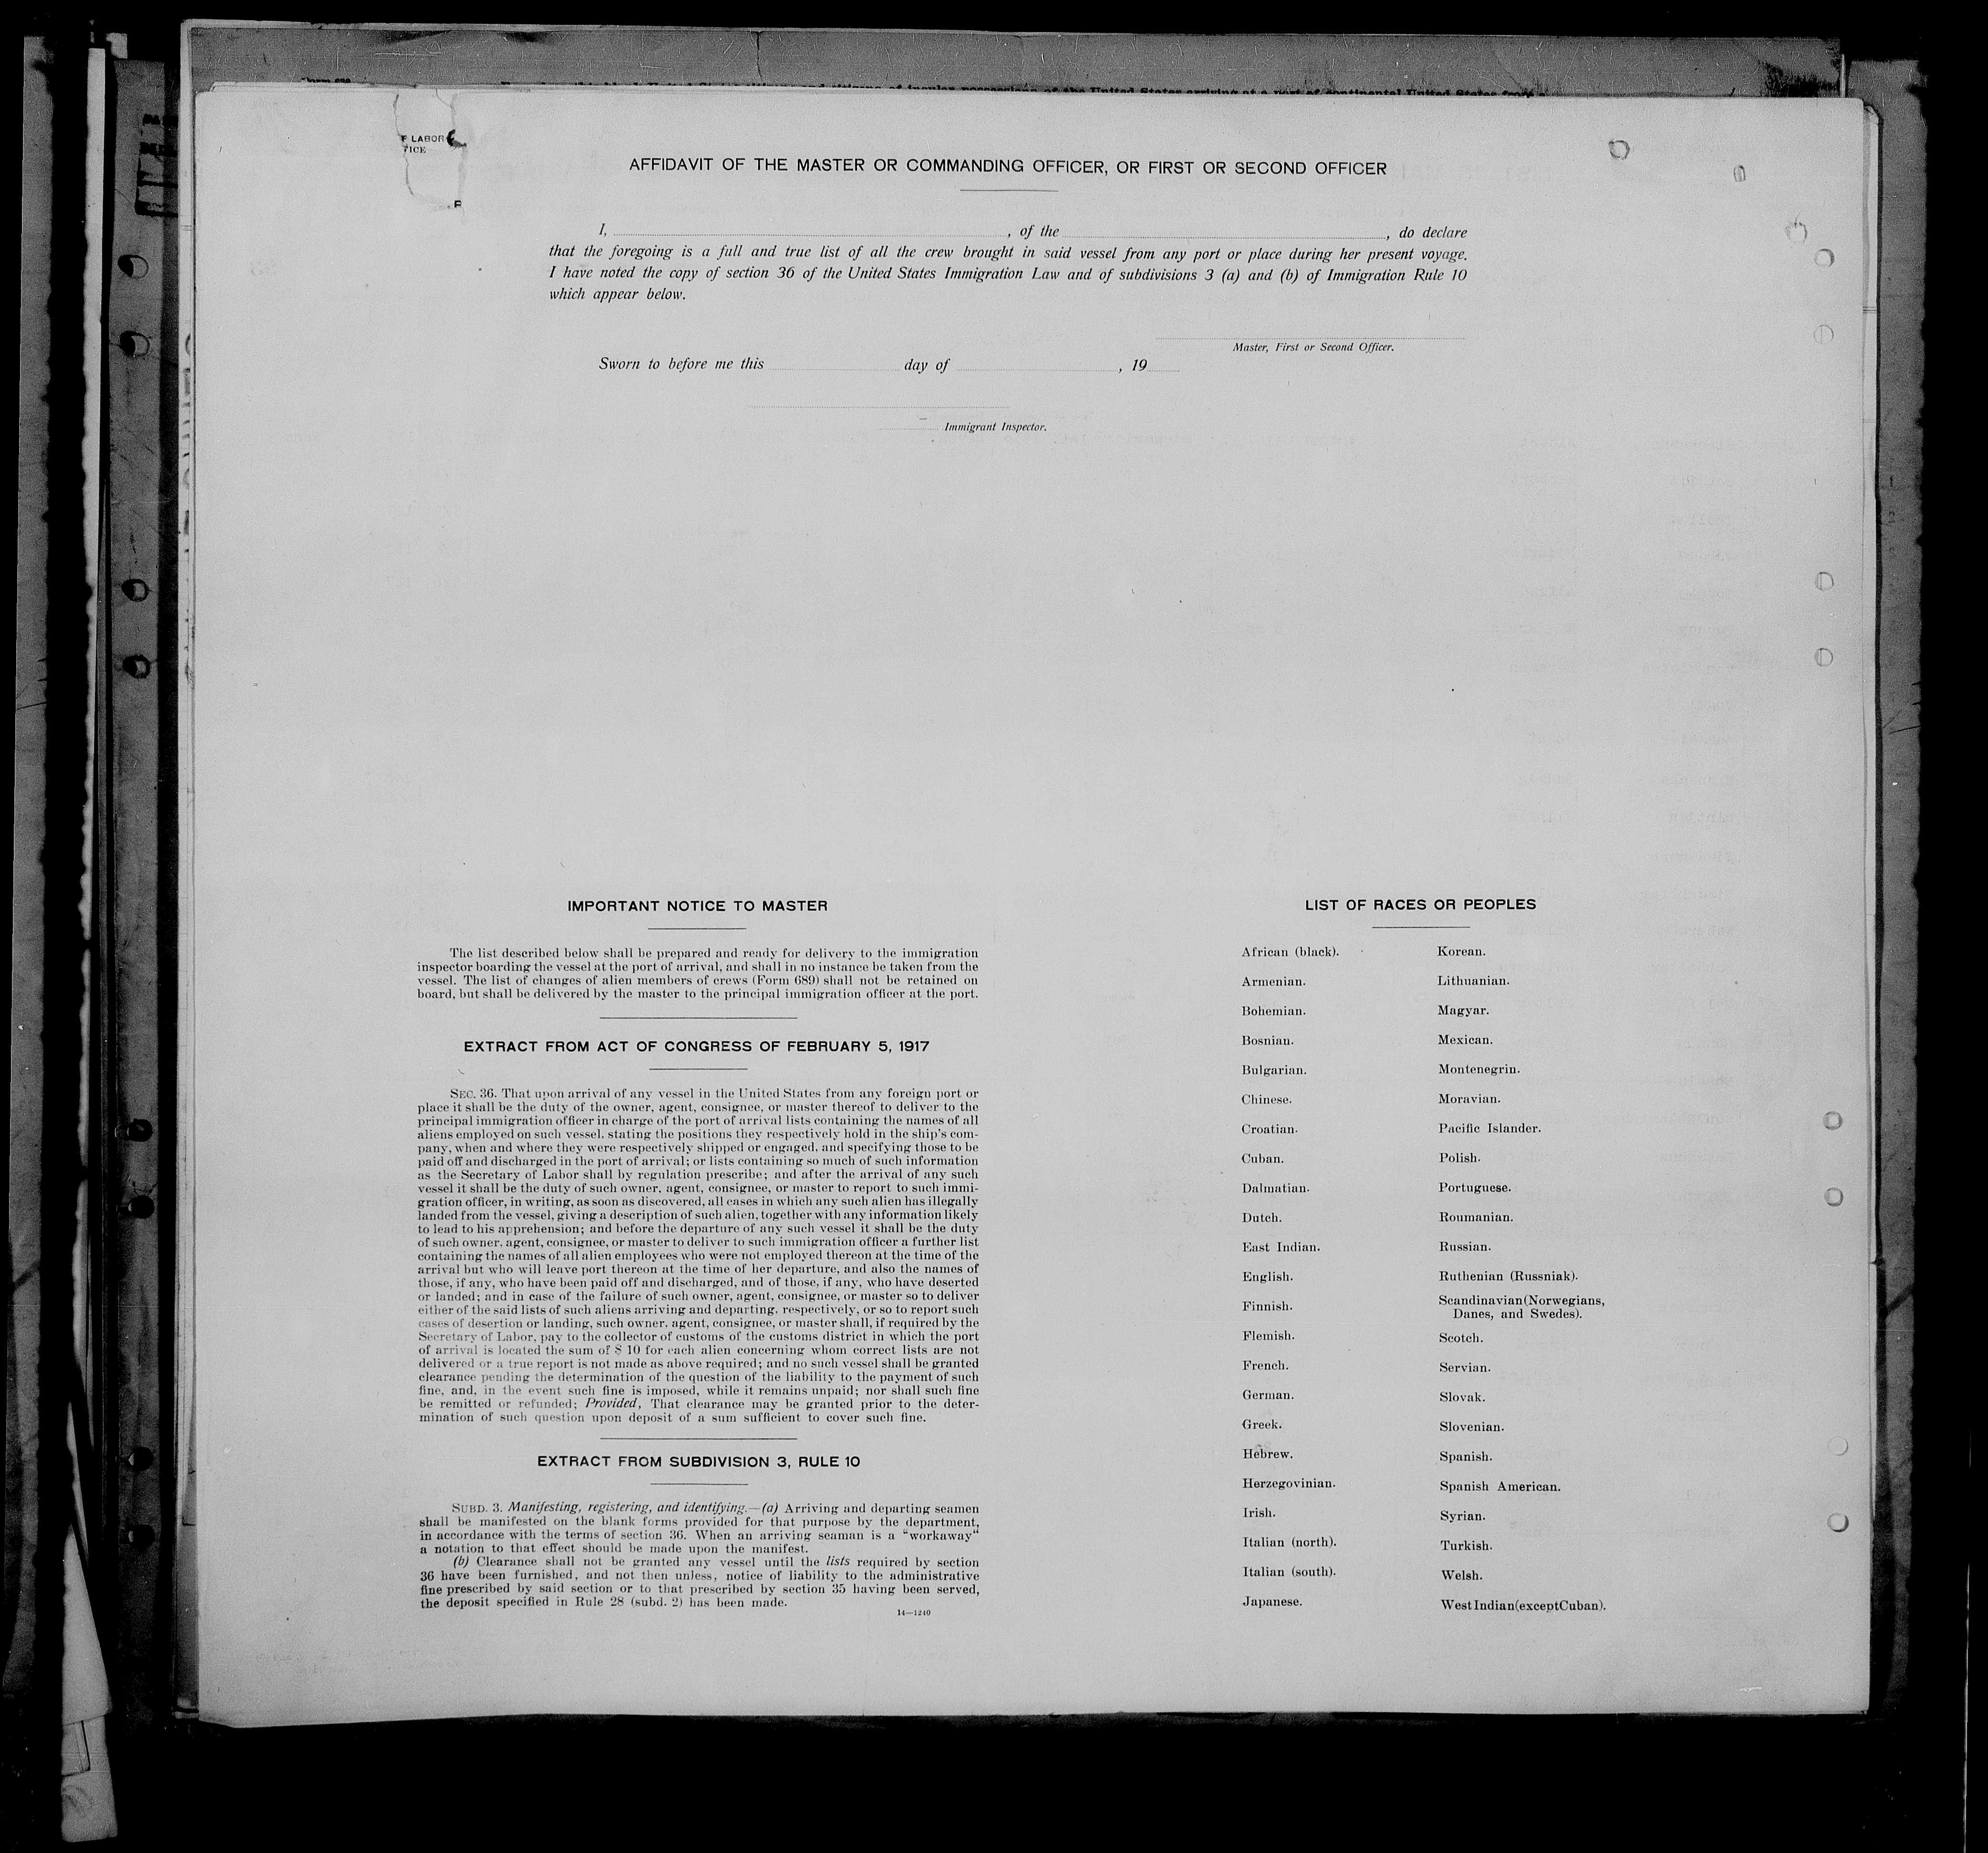 F LABOR
VICE
AFFIDAVIT OF THE MASTER OR COMMANDING OFFICER, OR FIRST OR SECOND OFFICER
I, , of the , do declare
that the foregoing is a full and true list of all the crew brought in said vessel from any port or place during her present voyage.
I have noted the copy of section 36 of the United States Immigration Law and of subdivisions 3 (a) and (b) of Immigration Rule 10
which appear below.
Master, First or Second Officer.
Sworn to before me this day of , 19
Immigrant Inspector.
IMPORTANT NOTICE TO MASTER
The list described below shall be prepared and ready for delivery to the immigration
inspector boarding the vessel at the port of arrival, and shall in no instance be taken from the
vessel. The list of changes of alien members of crews (Form 689) shall not be retained on
board, but shall be delivered by the master to the principal immigration officer at the port.
EXTRACT FROM ACT OF CONGRESS OF FEBRUARY 5, 1917
SEC. 36. That upon arrival of any vessel in the United States from any foreign port or
place it shall be the duty of the owner, agent, consignee, or master thereof to deliver to the
principal immigration officer in charge of the port of arrival lists containing the names of all
aliens employed on such vessel, stating the positions they respectively hold in the ship's com-
pany, when and where they were respectively shipped or engaged, and specifying those to be
paid off and discharged in the port of arrival; or lists containing so much of such information
as the Secretary of Labor shall by regulation prescribe; and after the arrival of any such
vessel it shall be the duty of such owner, agent, consignee, or master to report to such immi-
gration officer, in writing, as soon as discovered, all cases in which any such alien has illegally
landed from the vessel, giving a description of such alien, together with any information likely
to lead to his apprehension; and before the departure of any such vessel it shall be the duty
of such owner, agent, consignee, or master to deliver to such immigration officer a further list
containing the names of all alien employees who were not employed thereon at the time of the
arrival but who will leave port thereon at the time of her departure, and also the names of
those, if any, who have been paid off and discharged, and of those, if any, who have deserted
or landed; and in case of the failure of such owner, agent, consignee, or master so to deliver
either of the said lists of such aliens arriving and departing, respectively, or so to report such
cases of desertion or landing, such owner, agent, consignee, or master shall, if required by the
Secretary of Labor, pay to the collector of customs of the customs district in which the port
of arrival is located the sum of $ 10 for each alien concerning whom correct lists are not
delivered or a true report is not made as above required; and no such vessel shall be granted
clearance pending the determination of the question of the liability to the payment of such
fine, and, in the event such fine is imposed, while it remains unpaid; nor shall such fine
be remitted or refunded; Provided, That clearance may be granted prior to the deter-
mination of such question upon deposit of a sum sufficient to cover such fine.
EXTRACT FROM SUBDIVISION 3, RULE 10
SUBD. 3. Manifesting, registering, and identifying.—(a) Arriving and departing seamen
shall be manifested on the blank forms provided for that purpose by the department,
in accordance with the terms of section 36. When an arriving seaman is a "workaway"
a notation to that effect should be made upon the manifest.
(b) Clearance shall not be granted any vessel until the lists required by section
36 have been furnished, and not then unless, notice of liability to the administrative
fine prescribed by said section or to that prescribed by section 35 having been served,
the deposit specified in Rule 28 (subd. 2) has been made.
14—1240
LIST OF RACES OR PEOPLES
African (black).
Armenian.
Bohemian.
Bosnian.
Bulgarian.
Chinese.
Croatian.
Cuban.
Dalmatian.
Dutch.
East Indian.
English.
Finnish.
Flemish.
French.
German.
Greek.
Hebrew.
Herzegovinian.
Irish.
Italian (north).
Italian (south).
Japanese.
Korean.
Lithuanian.
Magyar.
Mexican.
Montenegrin.
Moravian.
Pacific Islander.
Polish.
Portuguese.
Roumanian.
Russian.
Ruthenian (Russniak).
Scandinavian (Norwegians,
Danes, and Swedes).
Scotch.
Servian.
Slovak.
Slovenian.
Spanish.
Spanish American.
Syrian.
Turkish.
Welsh.
West Indian (except Cuban).